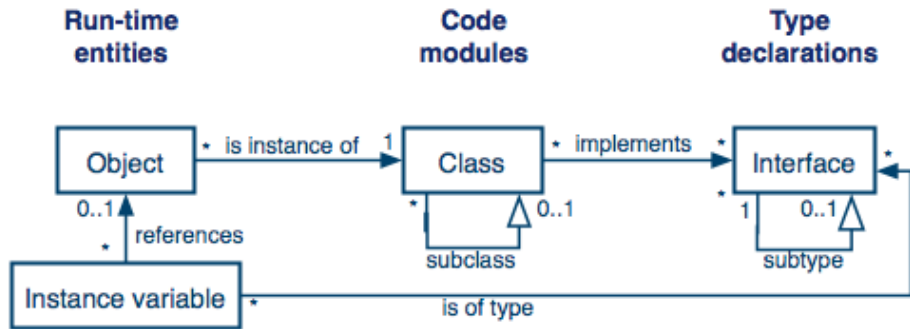 Run-time
entities
Code
modules
Type
declarations
Object
* is instance of 1
Class
* implements *
Interface
*
0..1
references
*
* 0..1
subclass
* 1 0..1
subtype
Instance variable
* is of type